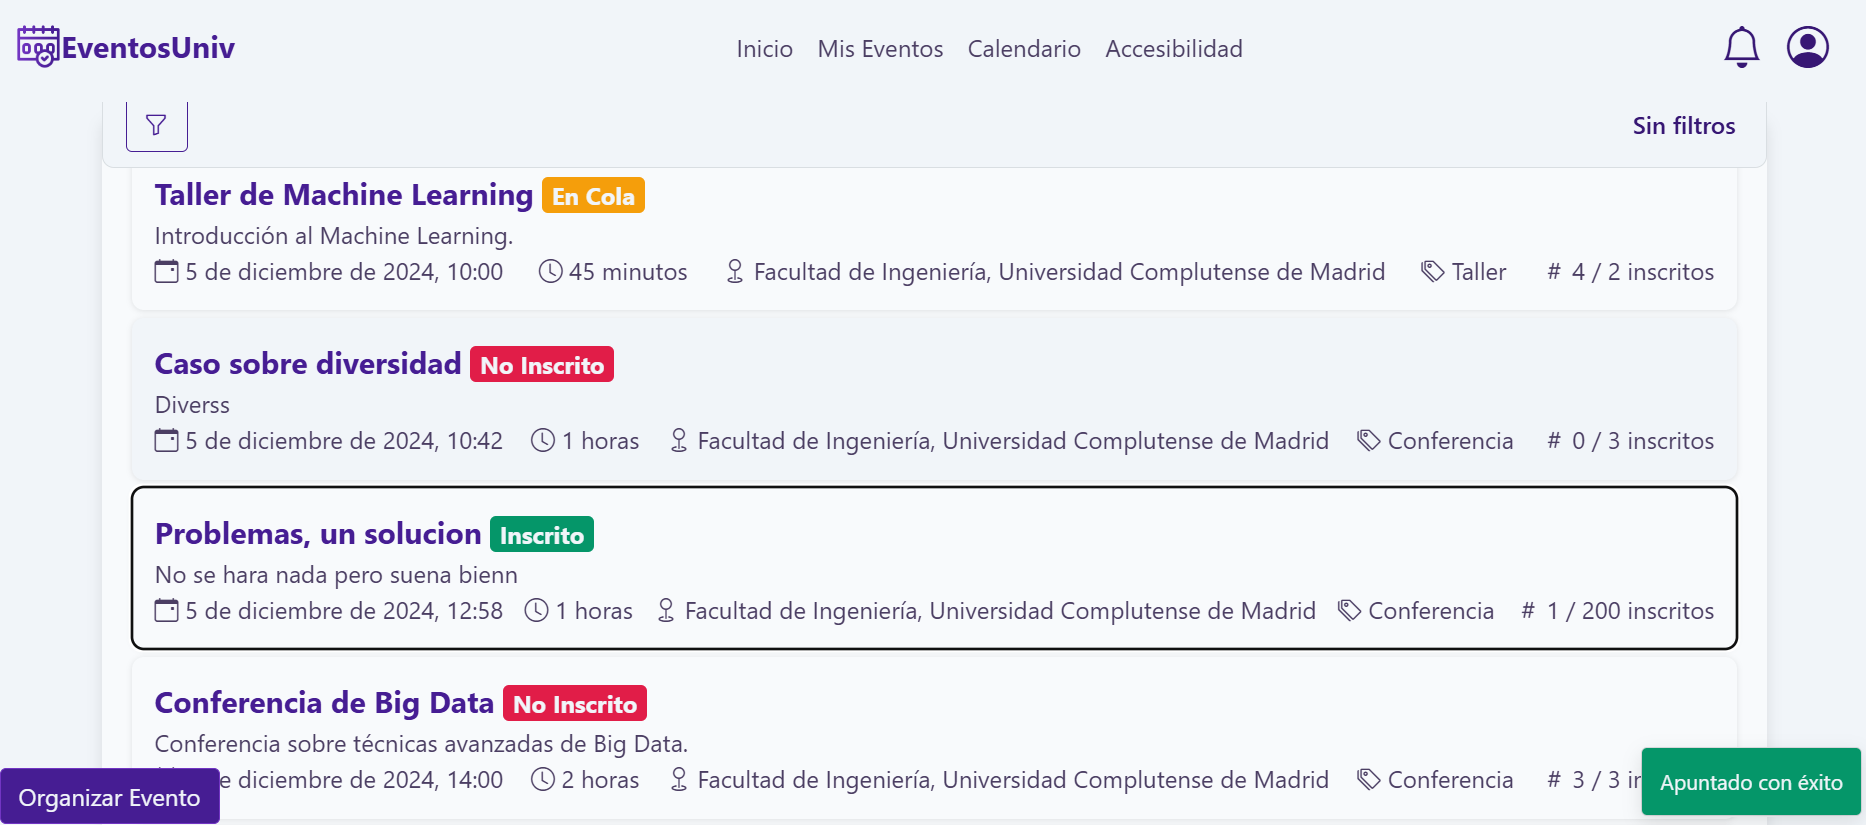 EventosUniv
Inicio Mis Eventos Calendario Accesibilidad
Sin filtros
Taller de Machine Learning En Cola
Introducción al Machine Learning.
5 de diciembre de 2024, 10:00 45 minutos Facultad de Ingeniería, Universidad Complutense de Madrid Taller # 4 / 2 inscritos
Caso sobre diversidad No Inscrito
Diverss
5 de diciembre de 2024, 10:42 1 horas Facultad de Ingeniería, Universidad Complutense de Madrid Conferencia # 0 / 3 inscritos
Problemas, un solucion Inscrito
No se hara nada pero suena bienn
5 de diciembre de 2024, 12:58 1 horas Facultad de Ingeniería, Universidad Complutense de Madrid Conferencia # 1 / 200 inscritos
Conferencia de Big Data No Inscrito
Conferencia sobre técnicas avanzadas de Big Data.
diciembre de 2024, 14:00 2 horas Facultad de Ingeniería, Universidad Complutense de Madrid Conferencia # 3 / 3
Organizar Evento
Apuntado con éxito